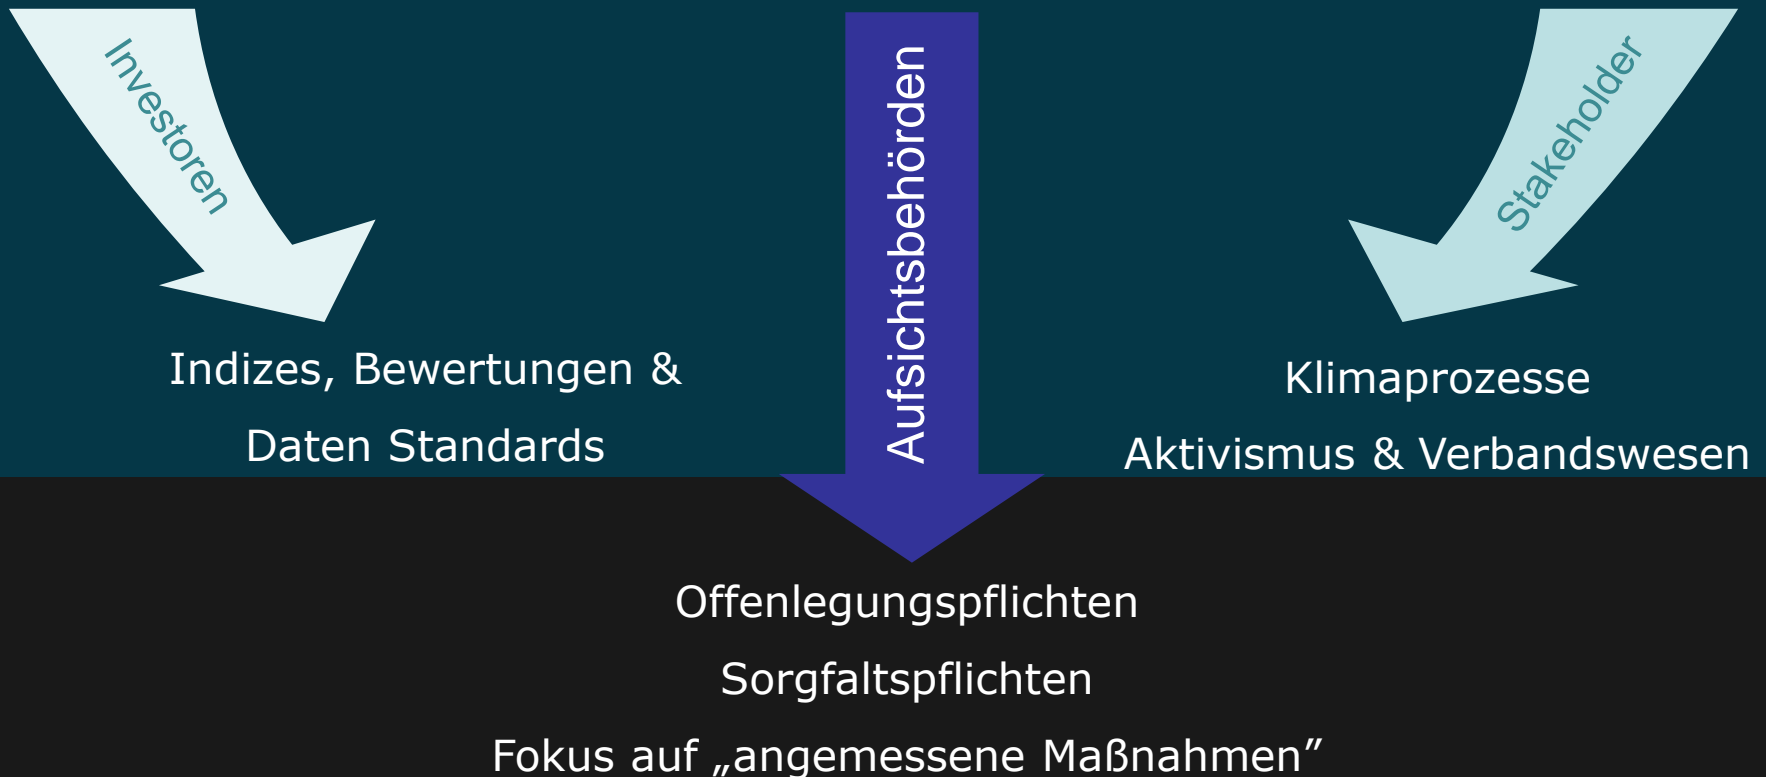 Investoren
Indizes, Bewertungen &
Daten Standards
Aufsichtsbehörden
Offenlegungspflichten
Sorgfaltspflichten
Fokus auf „angemessene Maßnahmen”
Stakeholder
Klimaprozesse
Aktivismus & Verbandswesen